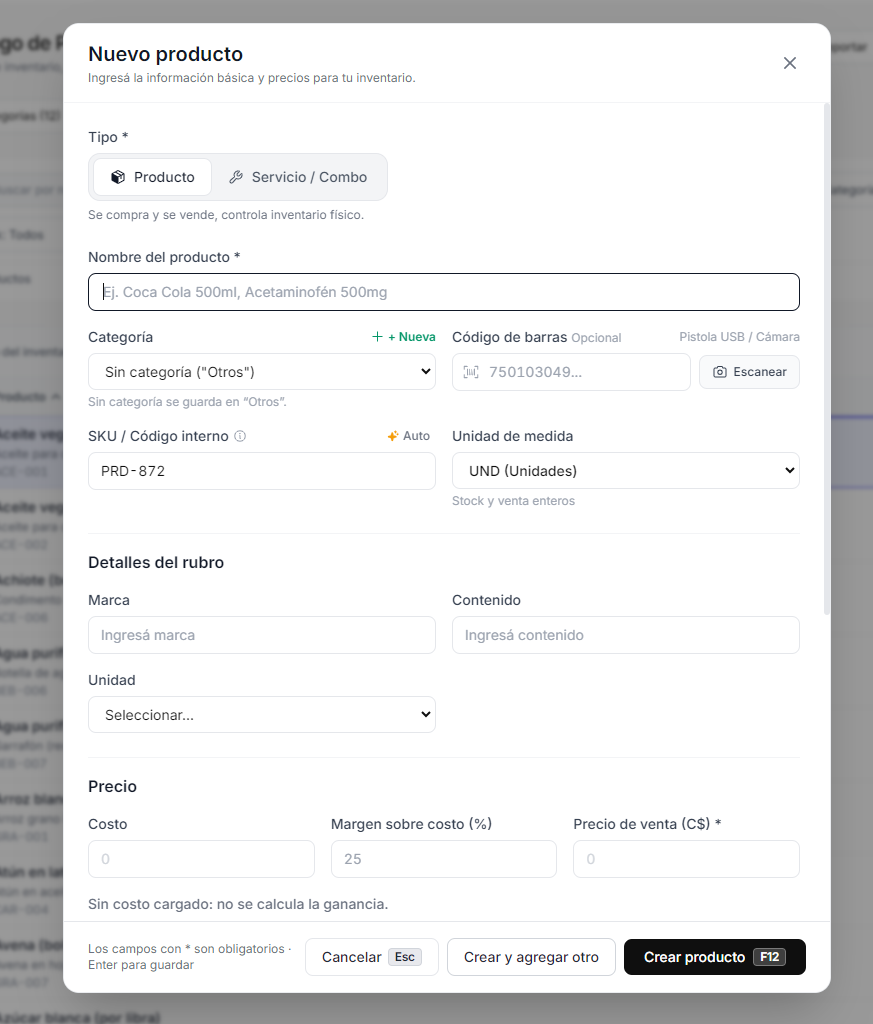 Nuevo producto
Ingresá la información básica y precios para tu inventario.
Tipo *
Producto
Servicio / Combo
Se compra y se vende, controla inventario físico.
Nombre del producto *
Ej. Coca Cola 500ml, Acetaminofén 500mg
Categoría
+ + Nueva
Código de barras Opcional
Pistola USB / Cámara
Sin categoría ("Otros")
750103049...
Escanear
Sin categoría se guarda en “Otros”.
SKU / Código interno
Auto
Unidad de medida
PRD-872
UND (Unidades)
Stock y venta enteros
Detalles del rubro
Marca
Contenido
Ingresá marca
Ingresá contenido
Unidad
Seleccionar...
Precio
Costo
Margen sobre costo (%)
Precio de venta (C$) *
0
25
0
Sin costo cargado: no se calcula la ganancia.
Los campos con * son obligatorios ·
Enter para guardar
Cancelar Esc
Crear y agregar otro
Crear producto F12